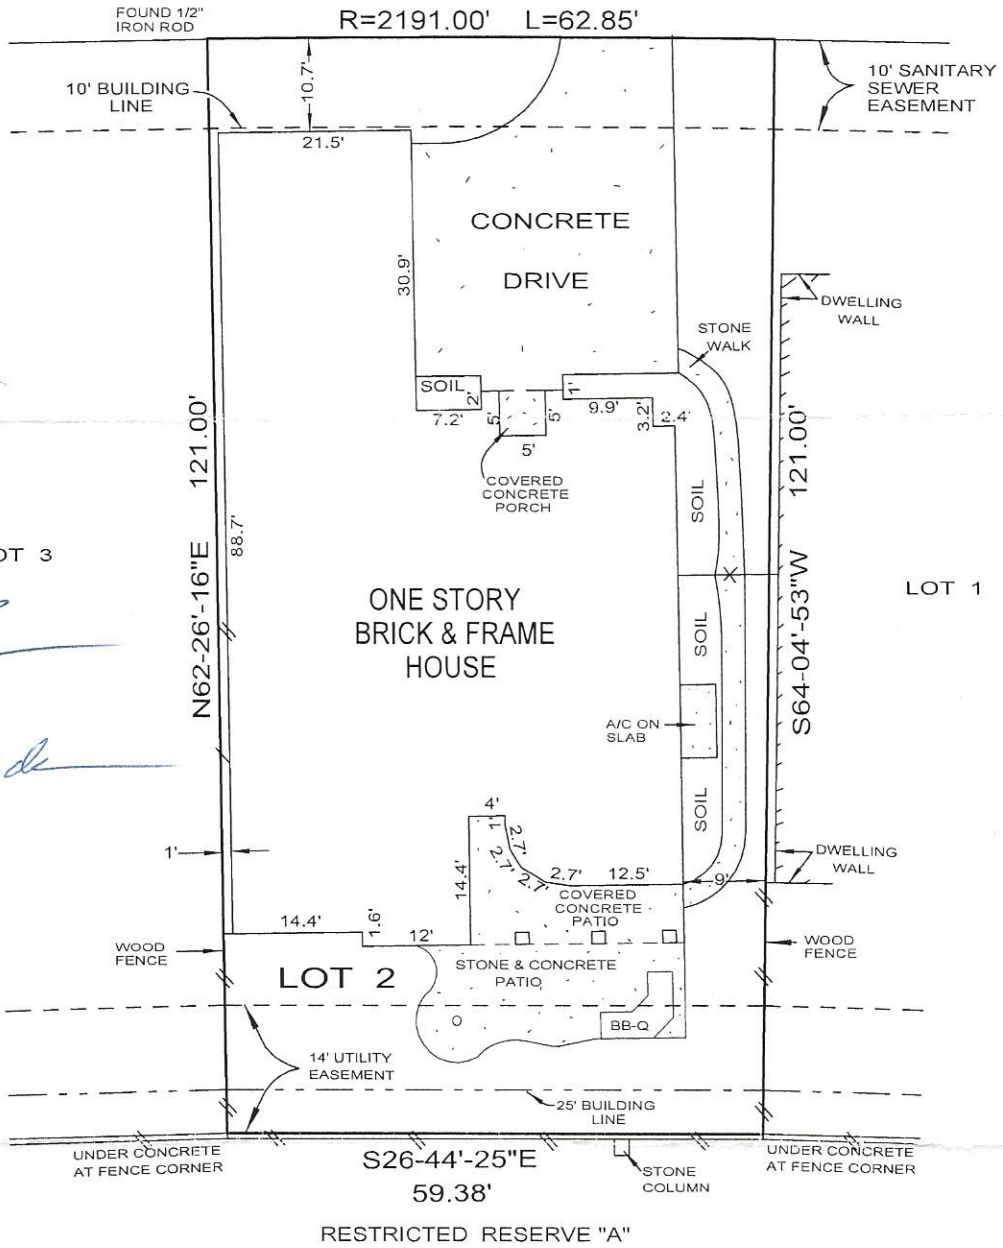 FOUND 1/2"
IRON ROD
R=2191.00' L=62.85'
10' BUILDING
LINE
10.7'
10' SANITARY
SEWER
EASEMENT
21.5'
CONCRETE
DRIVE
30.9'
DWELLING
WALL
STONE
WALK
SOIL
2'
7.2'
5'
5'
5'
1'
9.9'
3.2'
2.4'
COVERED
CONCRETE
PORCH
N62-26'-16"E 121.00'
88.7'
OT 3
SOIL
S64-04'-53"W 121.00'
LOT 1
ONE STORY
BRICK & FRAME
HOUSE
SOIL
A/C ON
SLAB
SOIL
4'
1'
2.7'
2.7'
2.7'
2.7'
12.5'
9'
DWELLING
WALL
1'
14.4'
14.4'
1.6'
12'
COVERED
CONCRETE
PATIO
WOOD
FENCE
WOOD
FENCE
LOT 2
STONE & CONCRETE
PATIO
BB-Q
14' UTILITY
EASEMENT
25' BUILDING
LINE
UNDER CONCRETE
AT FENCE CORNER
S26-44'-25"E
59.38'
STONE
COLUMN
UNDER CONCRETE
AT FENCE CORNER
RESTRICTED RESERVE "A"